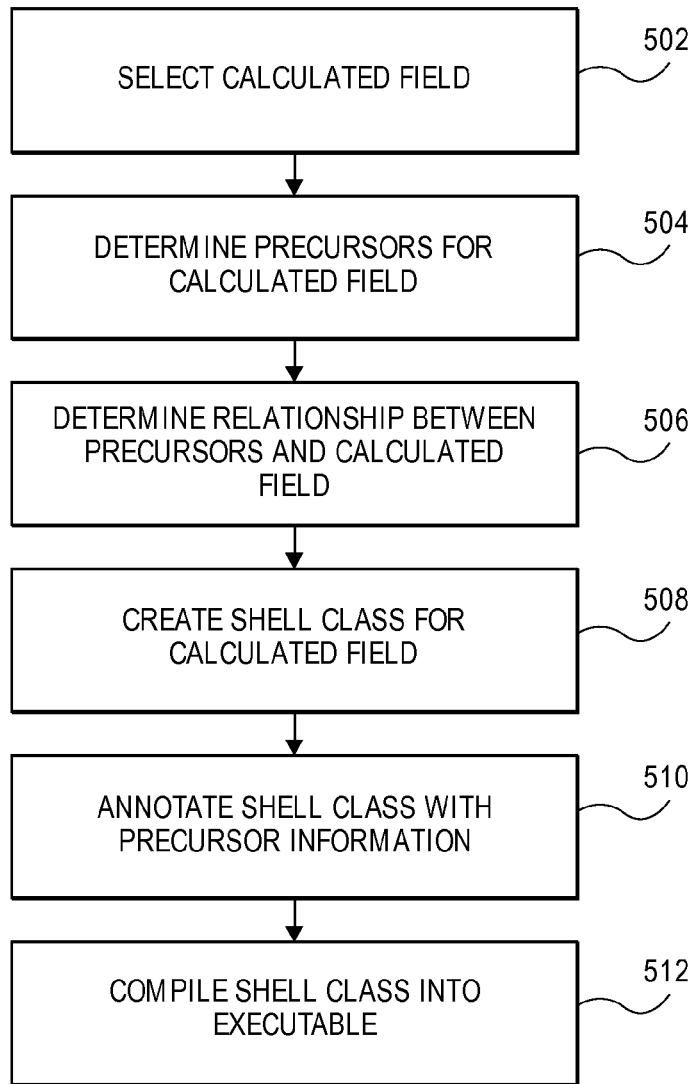 502
SELECT CALCULATED FIELD
504
DETERMINE PRECURSORS FOR
CALCULATED FIELD
506
DETERMINE RELATIONSHIP BETWEEN
PRECURSORS AND CALCULATED
FIELD
508
CREATE SHELL CLASS FOR
CALCULATED FIELD
510
ANNOTATE SHELL CLASS WITH
PRECURSOR INFORMATION
512
COMPILE SHELL CLASS INTO
EXECUTABLE